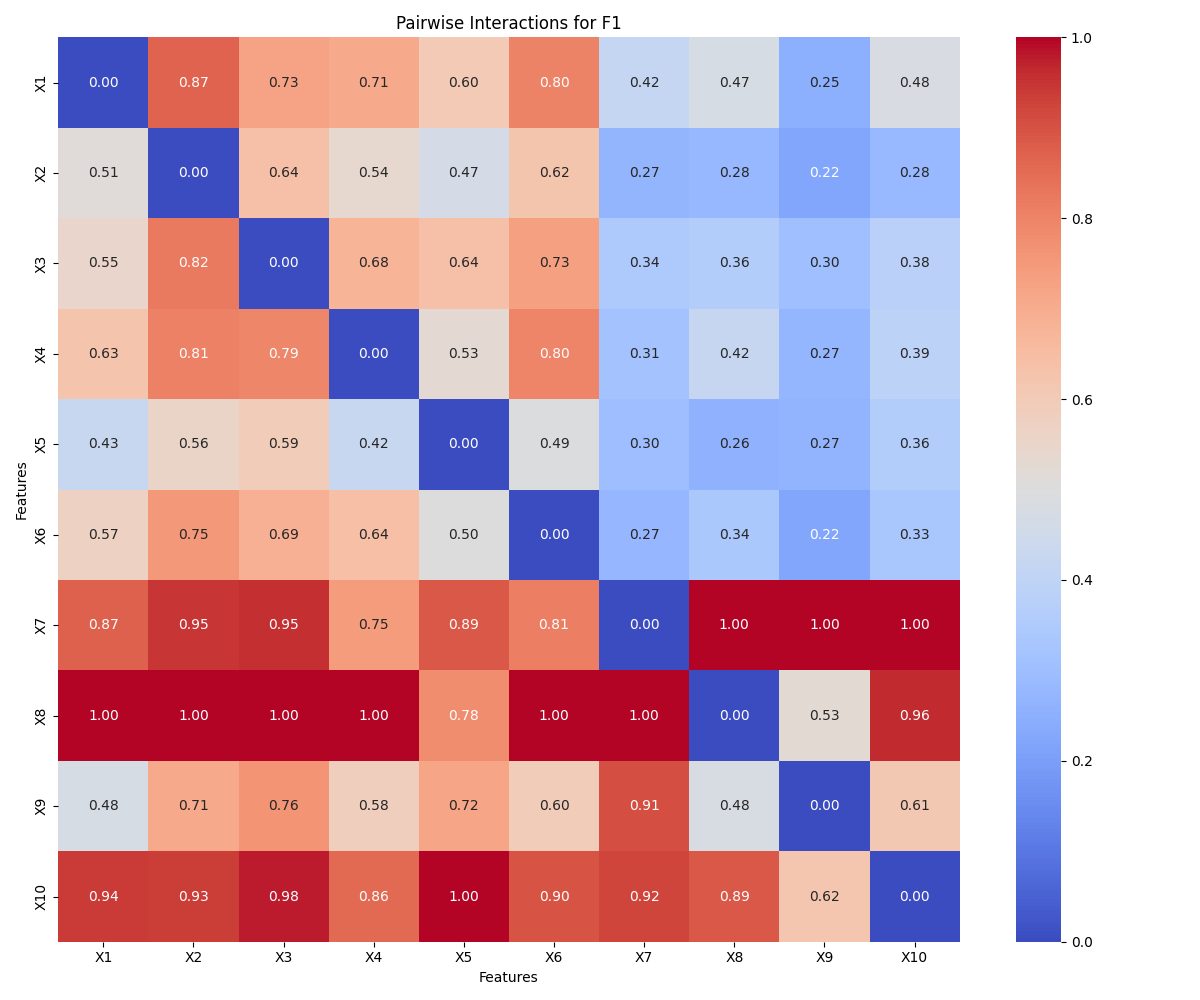 Pairwise Interactions for F1
X1 0.00 0.87 0.73 0.71 0.60 0.80 0.42 0.47 0.25 0.48
X2 0.51 0.00 0.64 0.54 0.47 0.62 0.27 0.28 0.22 0.28
X3 0.55 0.82 0.00 0.68 0.64 0.73 0.34 0.36 0.30 0.38
X4 0.63 0.81 0.79 0.00 0.53 0.80 0.31 0.42 0.27 0.39
X5 0.43 0.56 0.59 0.42 0.00 0.49 0.30 0.26 0.27 0.36
X6 0.57 0.75 0.69 0.64 0.50 0.00 0.27 0.34 0.22 0.33
X7 0.87 0.95 0.95 0.75 0.89 0.81 0.00 1.00 1.00 1.00
X8 1.00 1.00 1.00 1.00 0.78 1.00 1.00 0.00 0.53 0.96
X9 0.48 0.71 0.76 0.58 0.72 0.60 0.91 0.48 0.00 0.61
X10 0.94 0.93 0.98 0.86 1.00 0.90 0.92 0.89 0.62 0.00
X1 X2 X3 X4 X5 X6 X7 X8 X9 X10
Features
Features
1.0
0.8
0.6
0.4
0.2
0.0